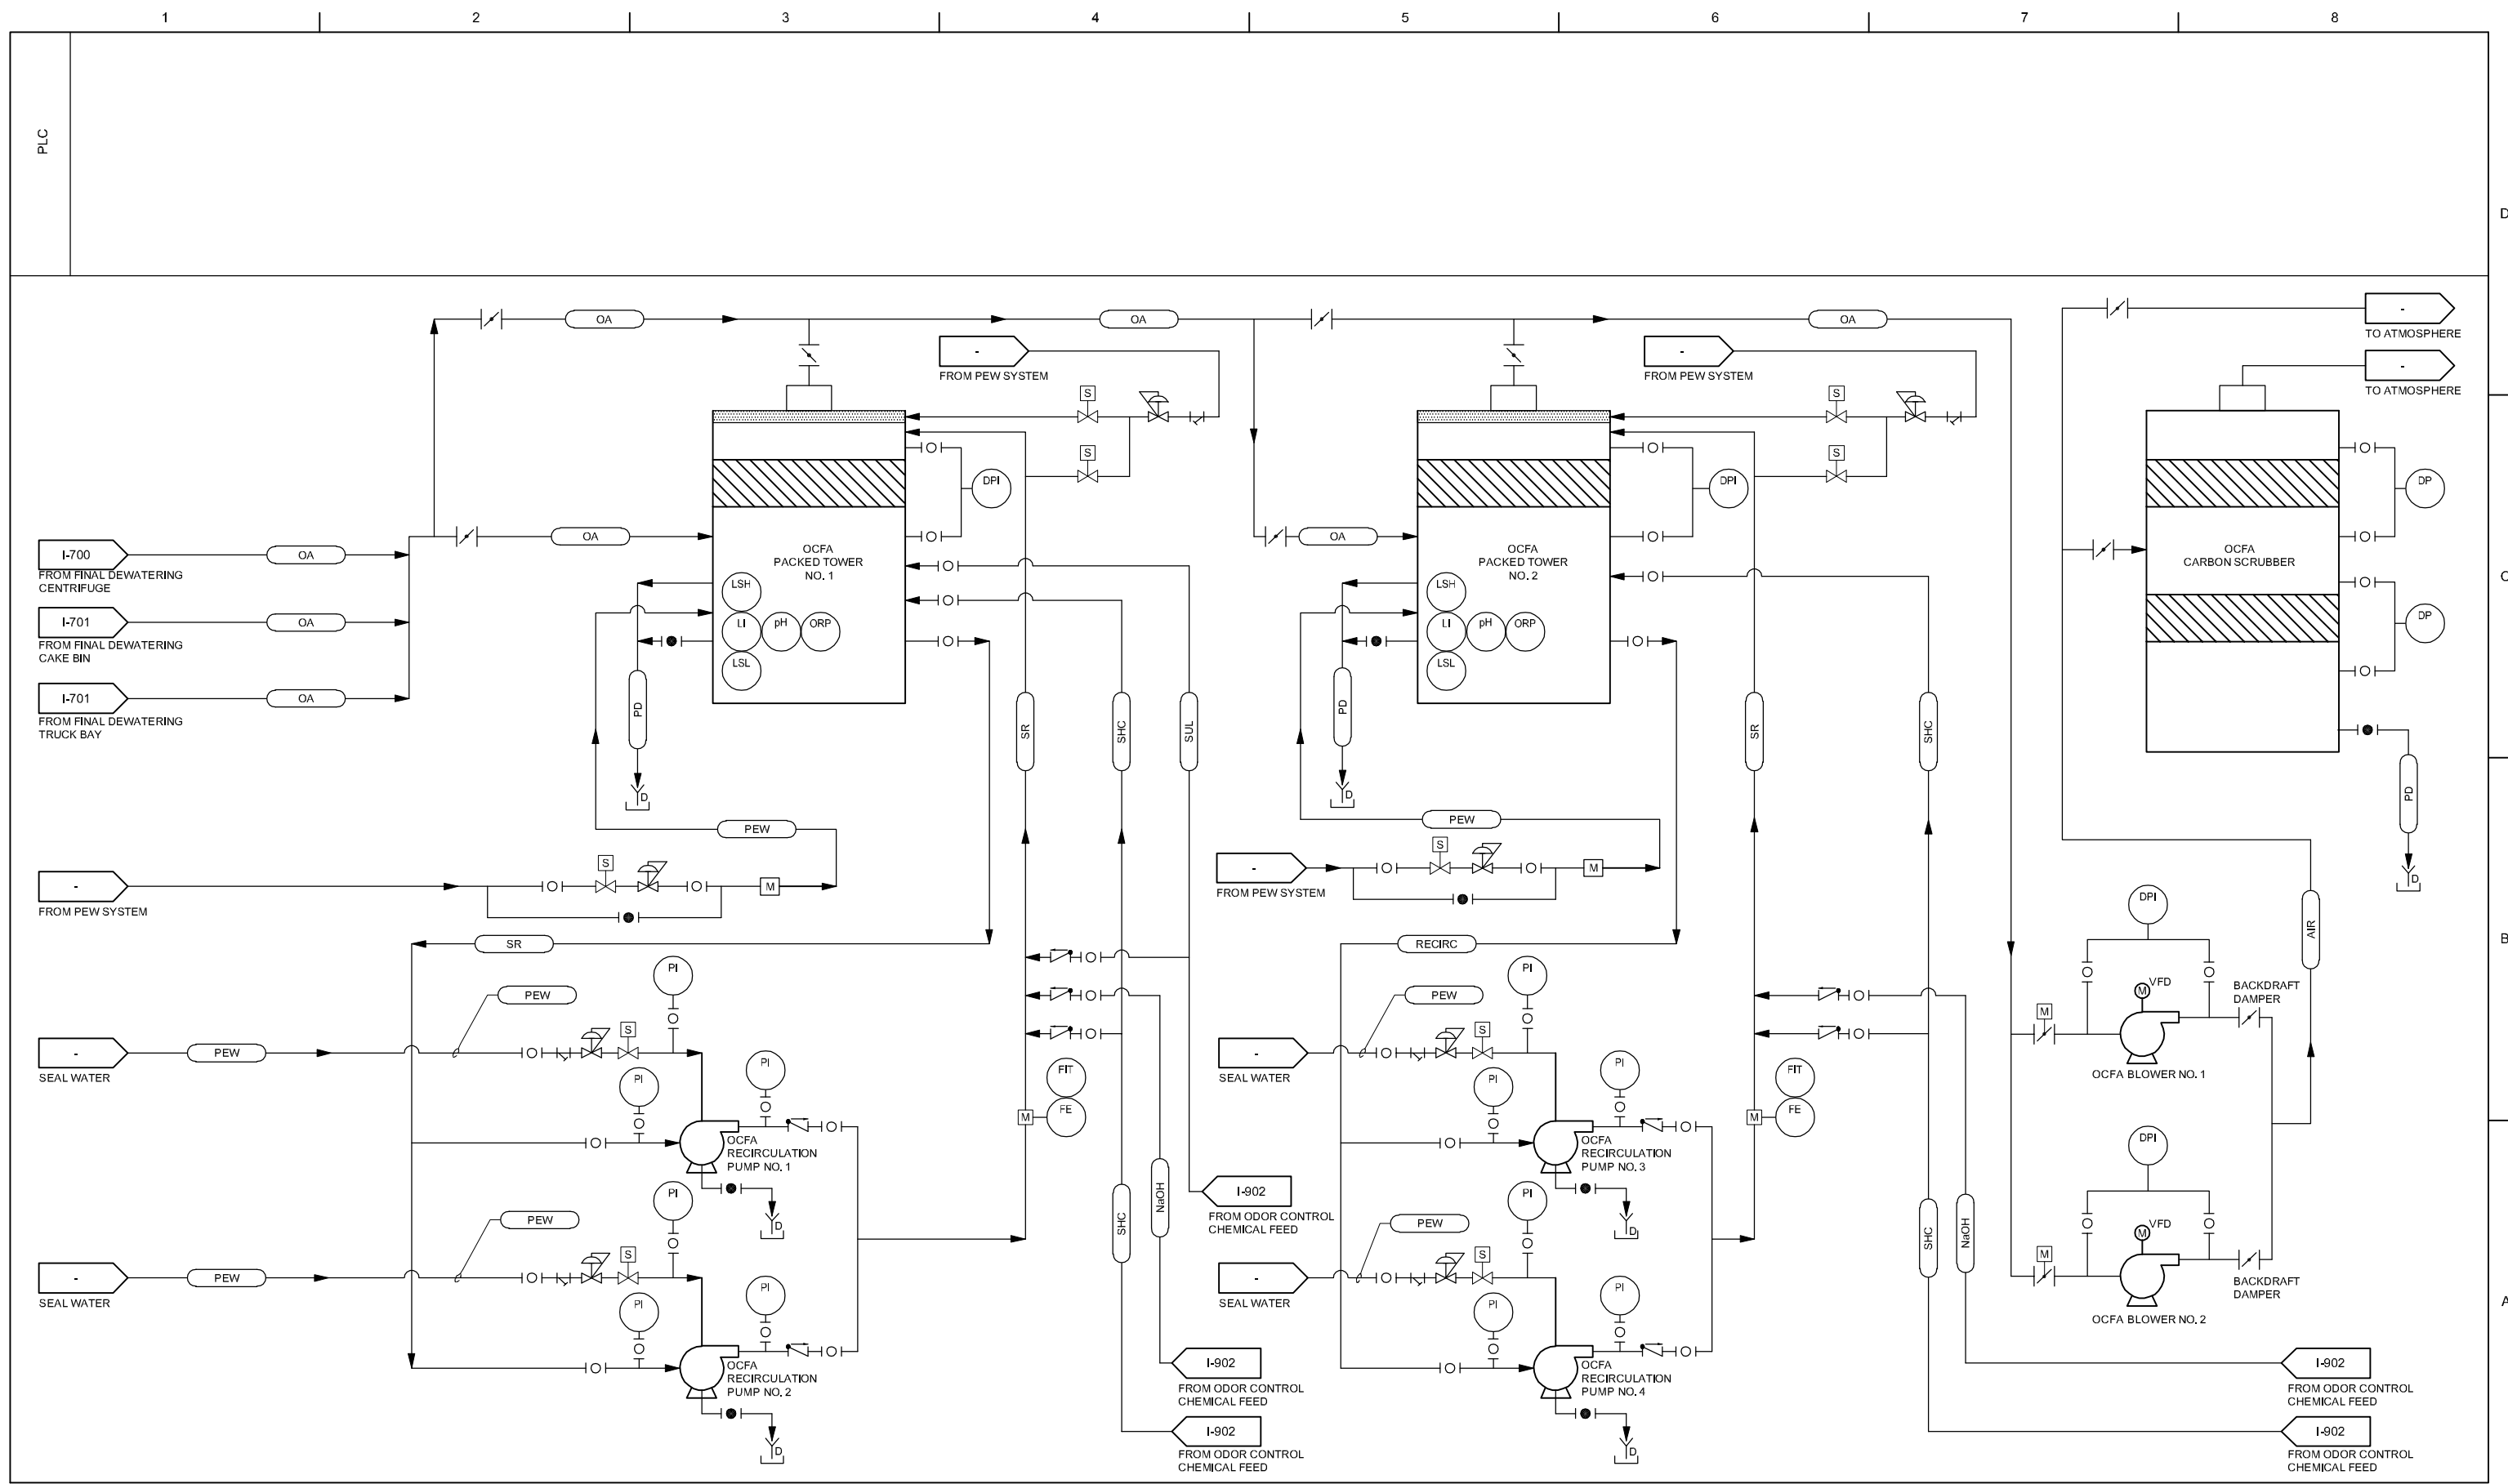 1
2
3
4
5
6
7
8
PLC
D
C
B
A
OA
OA
OA
-
TO ATMOSPHERE
-
TO ATMOSPHERE
-
FROM PEW SYSTEM
-
FROM PEW SYSTEM
S
S
S
S
DPI
DPI
DP
DP
I-700
FROM FINAL DEWATERING
CENTRIFUGE
OA
I-701
FROM FINAL DEWATERING
CAKE BIN
OA
I-701
FROM FINAL DEWATERING
TRUCK BAY
OA
OA
OCFA
PACKED TOWER
NO. 1
LSH
LI
pH
ORP
LSL
PD
D
SR
SHC
SUL
OA
OCFA
PACKED TOWER
NO. 2
LSH
LI
pH
ORP
LSL
PD
D
SR
SHC
OCFA
CARBON SCRUBBER
PD
D
PEW
-
FROM PEW SYSTEM
S
M
PEW
-
FROM PEW SYSTEM
S
M
SR
RECIRC
AIR
-
SEAL WATER
PEW
PEW
S
PI
PI
PI
OCFA
RECIRCULATION
PUMP NO. 1
D
-
SEAL WATER
PEW
PEW
S
PI
PI
PI
OCFA
RECIRCULATION
PUMP NO. 2
D
FIT
FE
M
SHC
NaOH
I-902
FROM ODOR CONTROL
CHEMICAL FEED
I-902
FROM ODOR CONTROL
CHEMICAL FEED
I-902
FROM ODOR CONTROL
CHEMICAL FEED
-
SEAL WATER
PEW
S
PI
PI
PI
OCFA
RECIRCULATION
PUMP NO. 3
D
-
SEAL WATER
PEW
S
PI
PI
PI
OCFA
RECIRCULATION
PUMP NO. 4
D
FIT
FE
M
SHC
NaOH
DPI
M
VFD
M
BACKDRAFT
DAMPER
OCFA BLOWER NO. 1
DPI
M
VFD
M
BACKDRAFT
DAMPER
OCFA BLOWER NO. 2
I-902
FROM ODOR CONTROL
CHEMICAL FEED
I-902
FROM ODOR CONTROL
CHEMICAL FEED